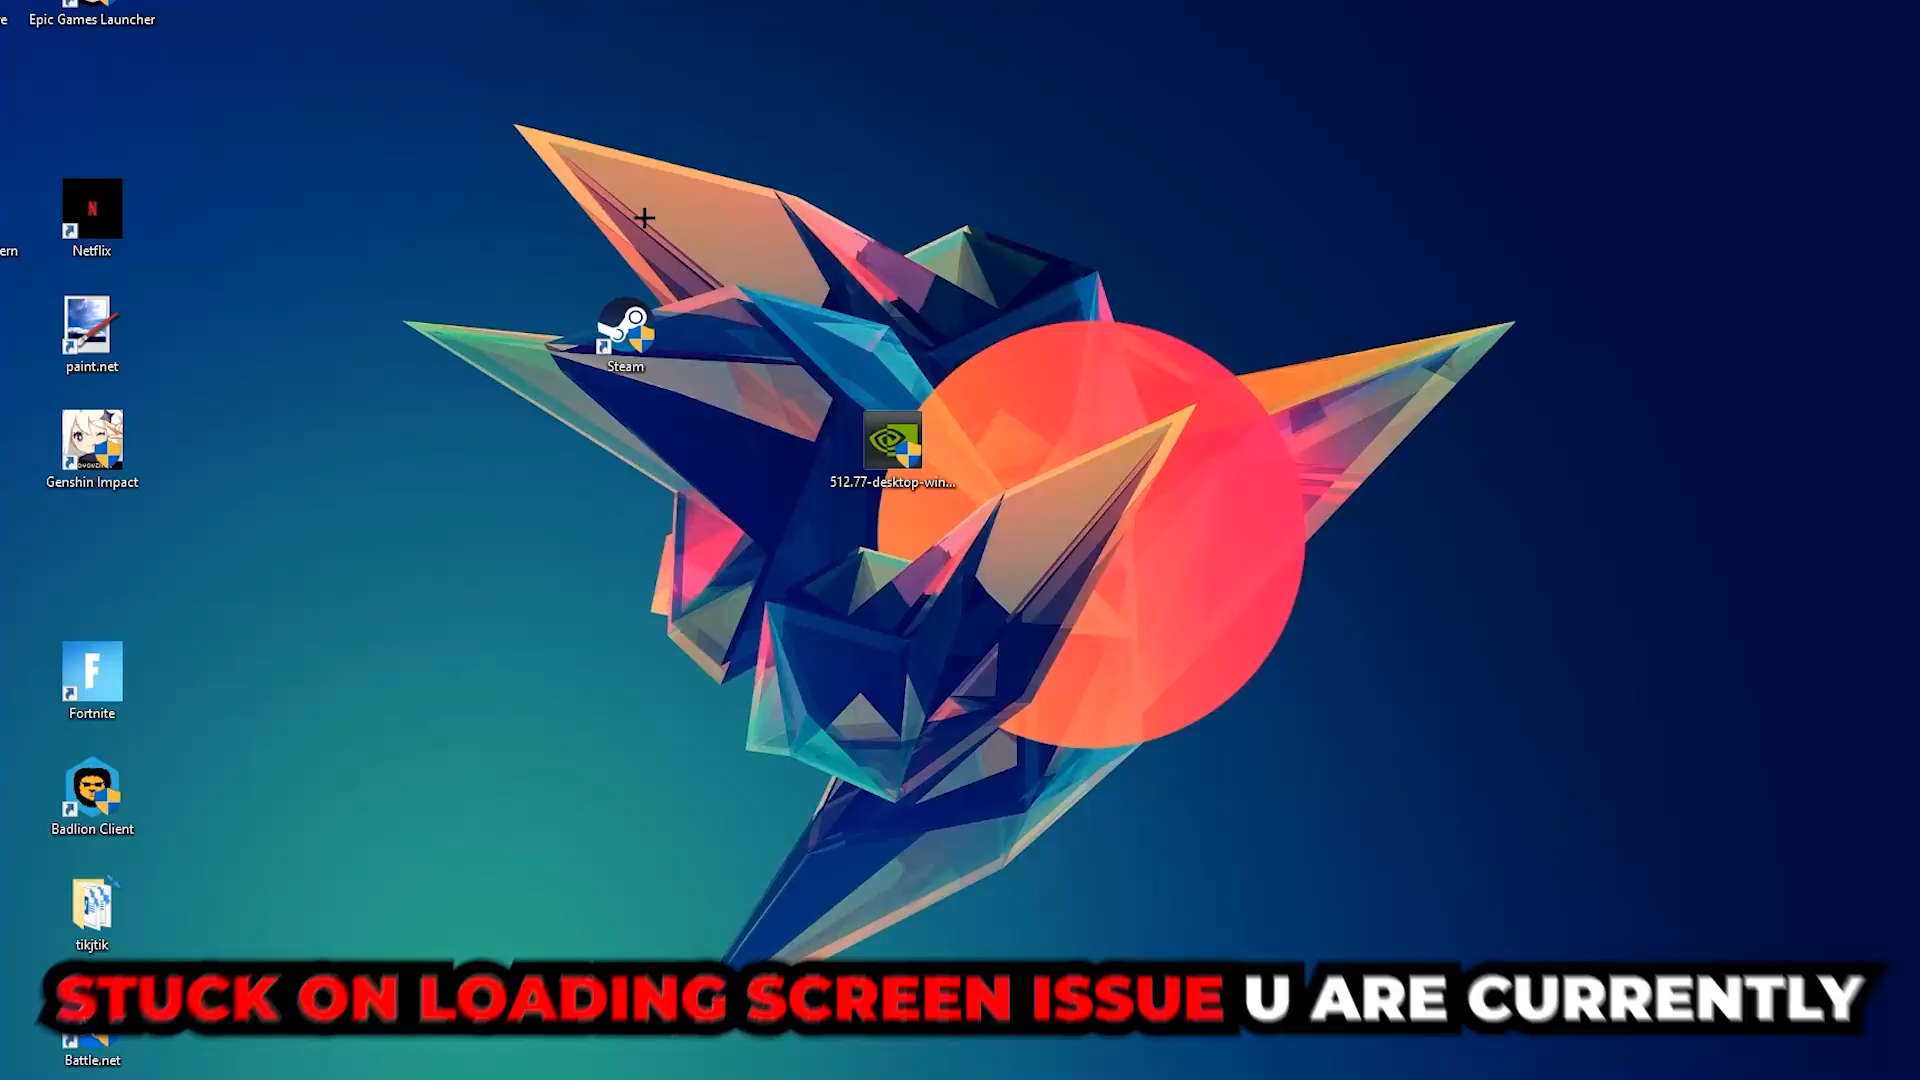 Epic Games Launcher
N
Netflix
ern
paint.net
Steam
Genshin Impact
512.77-desktop-win...
F
Fortnite
Badlion Client
tikjtik
STUCK ON LOADING SCREEN ISSUE U ARE CURRENTLY
Battle.net